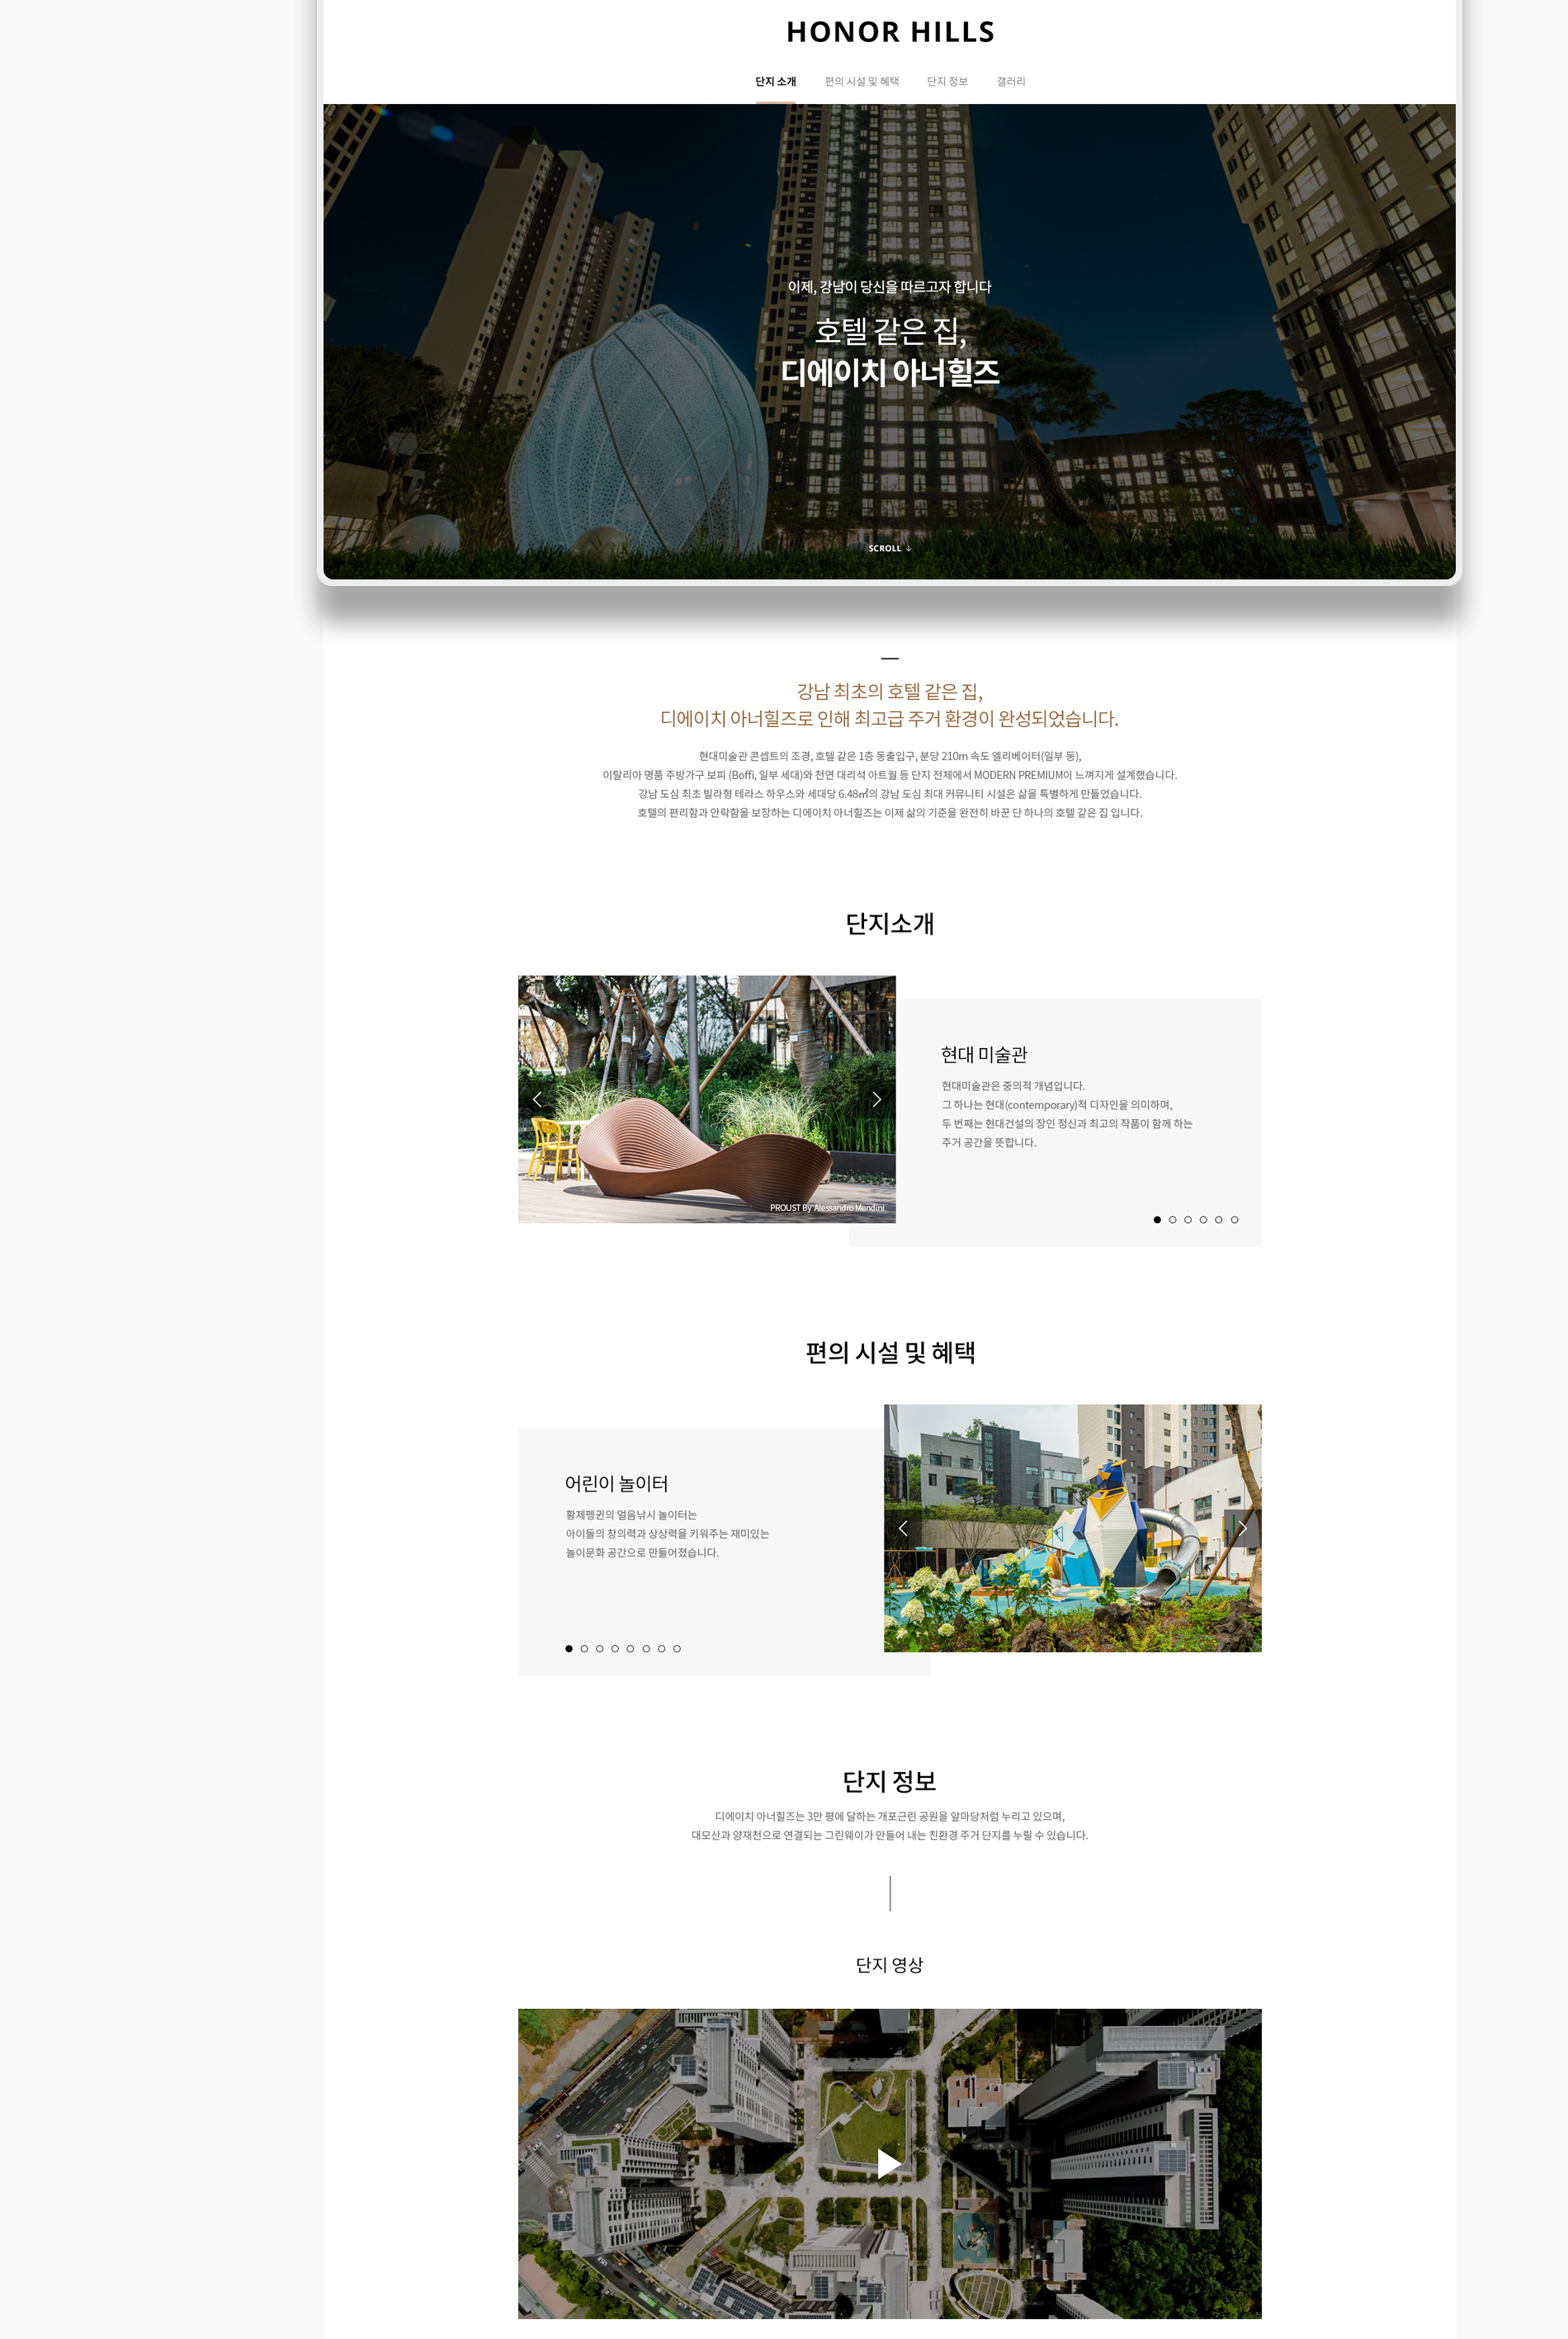 HONOR HILLS
단지 소개 편의 시설 및 혜택 단지 정보 갤러리
이제, 강남이 당신을 따르고자 합니다
호텔 같은 집,
디에이치 아너힐즈
SCROLL ↓
강남 최초의 호텔 같은 집,
디에이치 아너힐즈로 인해 최고급 주거 환경이 완성되었습니다.
현대미술관 콘셉트의 조경, 호텔 같은 1층 동출입구, 분당 210m 속도 엘리베이터(일부 동),
이탈리아 명품 주방가구 보피 (Boffi, 일부 세대)와 천연 대리석 아트월 등 단지 전체에서 MODERN PREMIUM이 느껴지게 설계했습니다.
강남 도심 최초 빌라형 테라스 하우스와 세대당 6.48㎡의 강남 도심 최대 커뮤니티 시설은 삶을 특별하게 만들었습니다.
호텔의 편리함과 안락함을 보장하는 디에이치 아너힐즈는 이제 삶의 기준을 완전히 바꾼 단 하나의 호텔 같은 집 입니다.
단지소개
현대 미술관
현대미술관은 중의적 개념입니다.
그 하나는 현대(contemporary)적 디자인을 의미하며,
두 번째는 현대건설의 장인 정신과 최고의 작품이 함께 하는
주거 공간을 뜻합니다.
PROUST By Alessandro Mendini
편의 시설 및 혜택
어린이 놀이터
황제펭귄의 얼음낚시 놀이터는
아이들의 창의력과 상상력을 키워주는 재미있는
놀이문화 공간으로 만들어졌습니다.
단지 정보
디에이치 아너힐즈는 3만 평에 달하는 개포근린 공원을 앞마당처럼 누리고 있으며,
대모산과 양재천으로 연결되는 그린웨이가 만들어 내는 친환경 주거 단지를 누릴 수 있습니다.
단지 영상